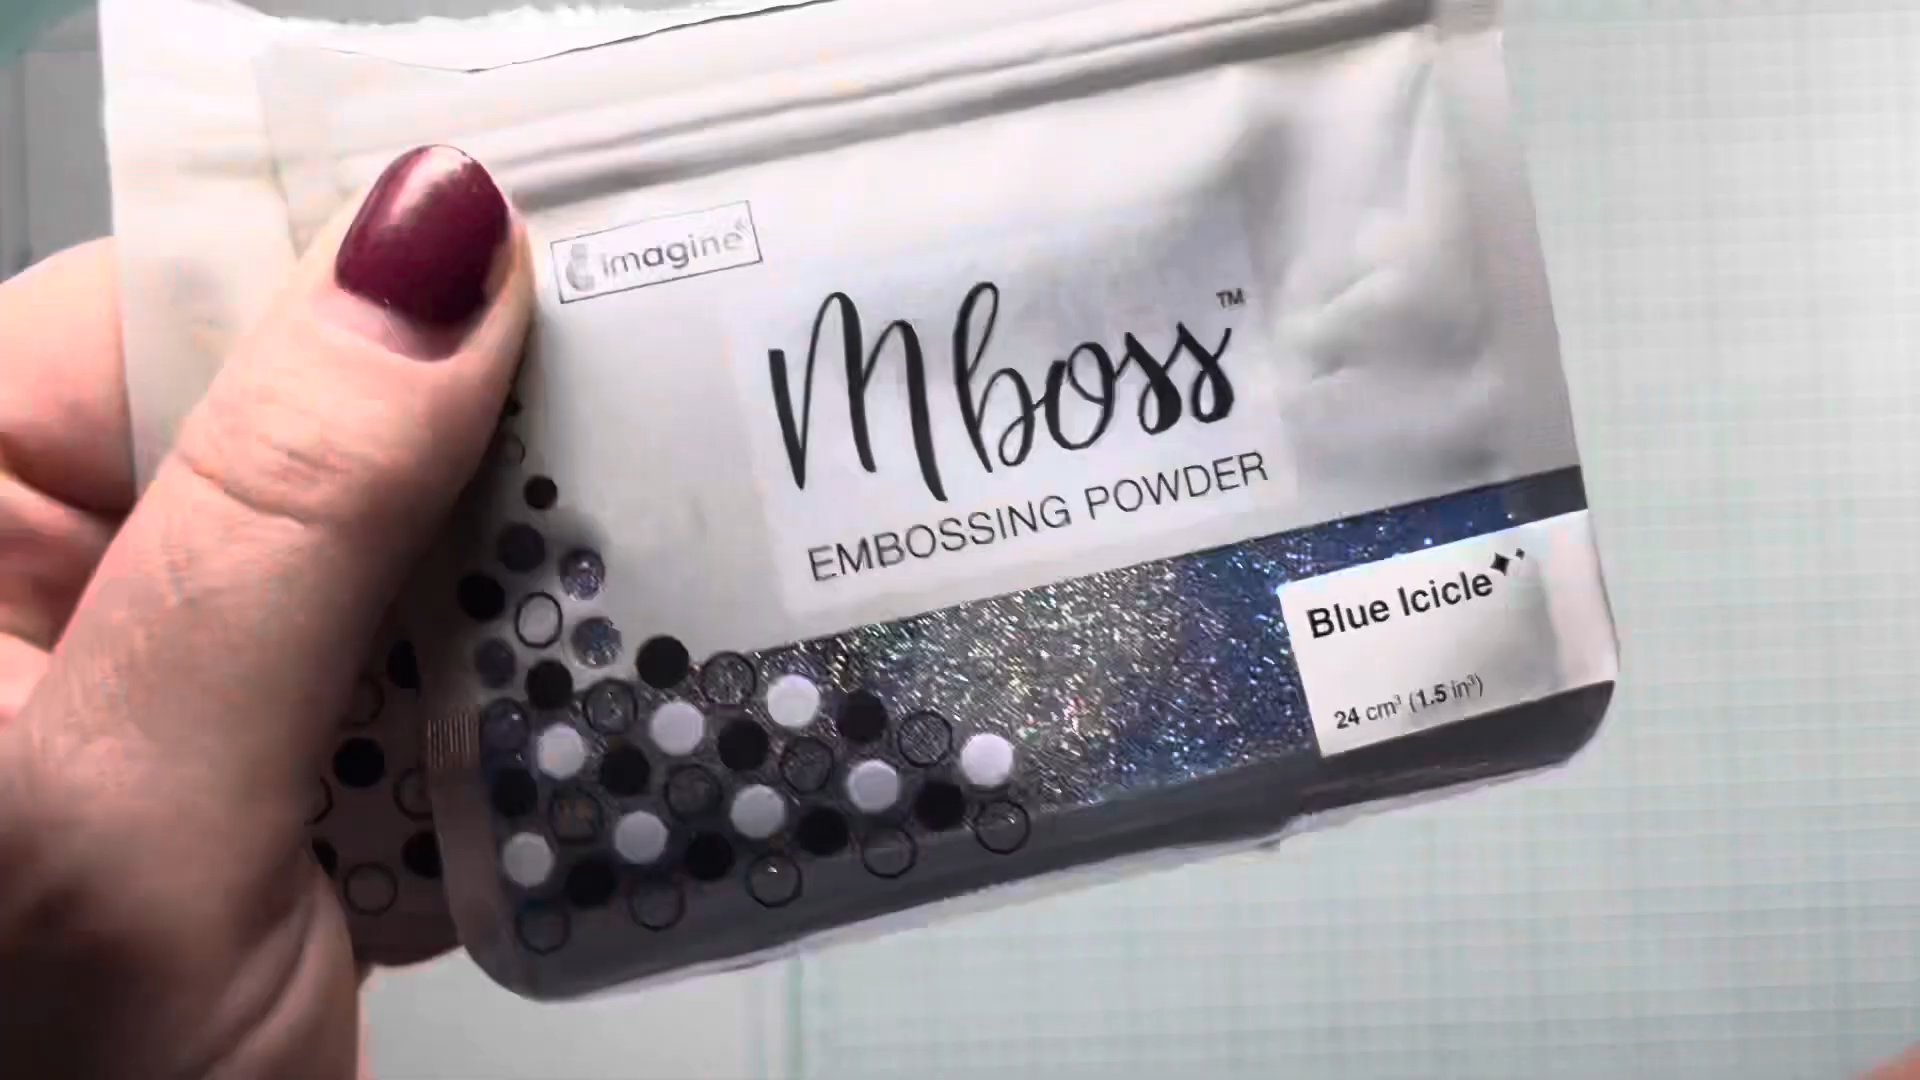 imagine®
Mboss™
EMBOSSING POWDER
Blue Icicle
24 cm³ (1.5 in³)